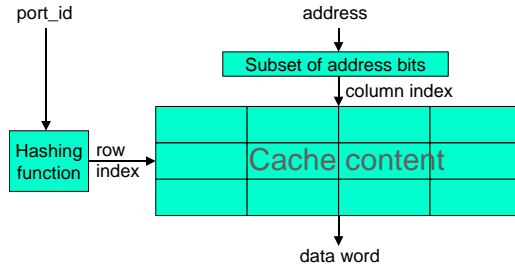 port_id
address
Subset of address bits
column index
Hashing
function
row
index
Cache content
data word